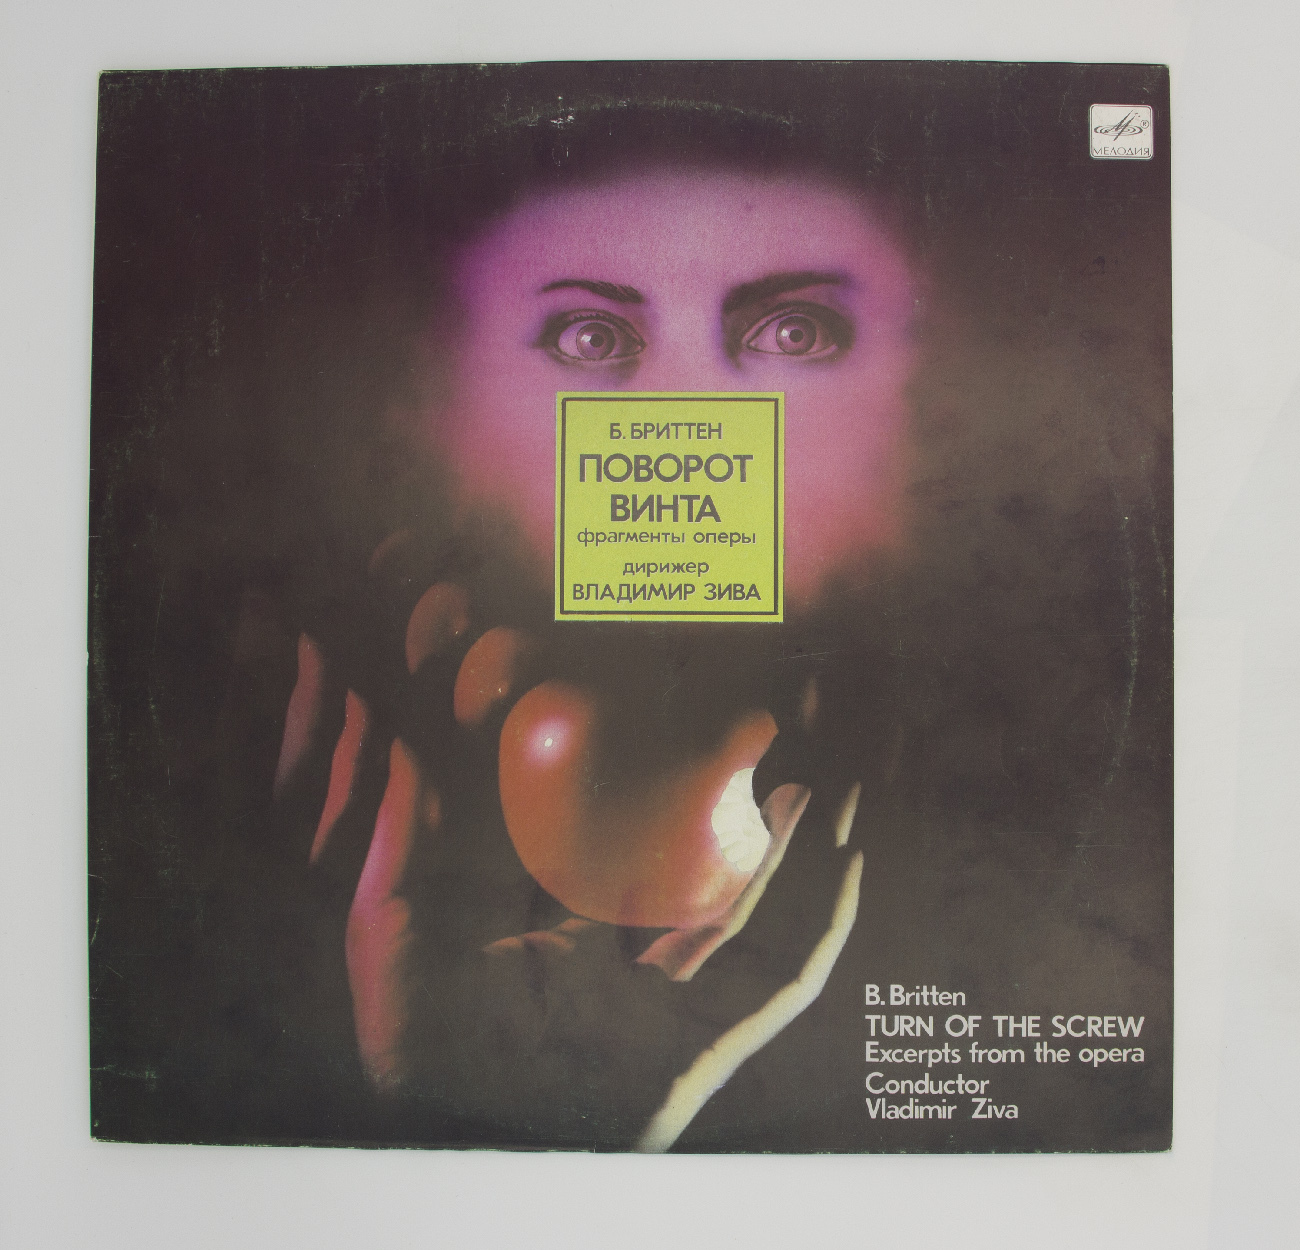 МЕЛОДИЯ
Б. БРИТТЕН
ПОВОРОТ
ВИНТА
фрагменты оперы
дирижер
ВЛАДИМИР ЗИВА
B. Britten
TURN OF THE SCREW
Excerpts from the opera
Conductor
Vladimir Ziva